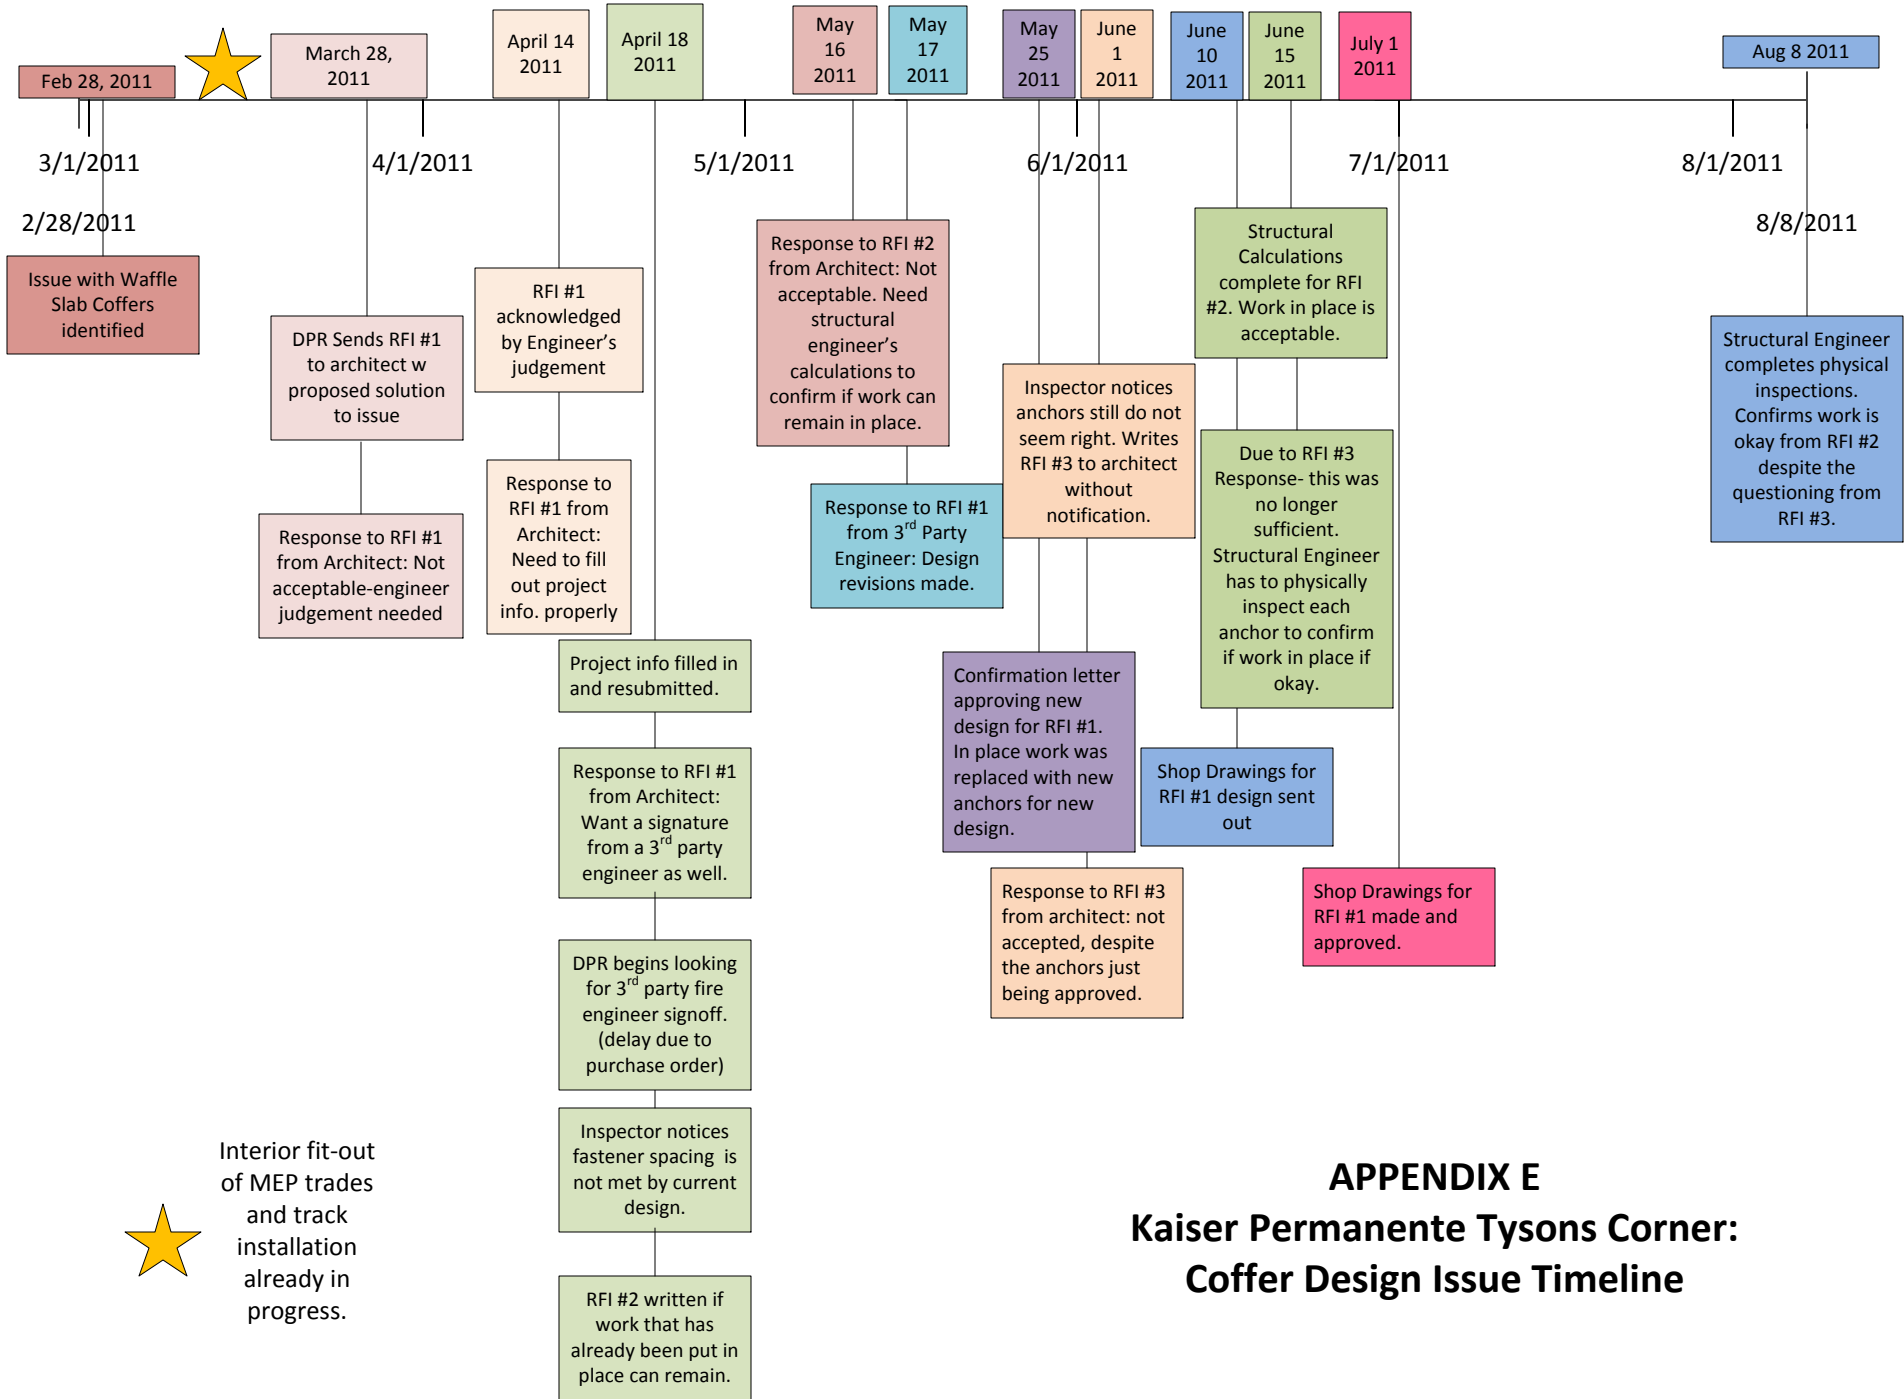 Feb 28, 2011
March 28,
2011
April 14
2011
April 18
2011
May
16
2011
May
17
2011
May
25
2011
June
1
2011
June
10
2011
June
15
2011
July 1
2011
Aug 8 2011
3/1/2011
4/1/2011
5/1/2011
6/1/2011
7/1/2011
8/1/2011
2/28/2011
8/8/2011
Issue with Waffle
Slab Coffers
identified
DPR Sends RFI #1
to architect w
proposed solution
to issue
Response to RFI #1
from Architect: Not
acceptable-engineer
judgement needed
RFI #1
acknowledged
by Engineer’s
judgement
Response to
RFI #1 from
Architect:
Need to fill
out project
info. properly
Project info filled in
and resubmitted.
Response to RFI #1
from Architect:
Want a signature
from a 3rd party
engineer as well.
DPR begins looking
for 3rd party fire
engineer signoff.
(delay due to
purchase order)
Inspector notices
fastener spacing is
not met by current
design.
RFI #2 written if
work that has
already been put in
place can remain.
Response to RFI #2
from Architect: Not
acceptable. Need
structural
engineer’s
calculations to
confirm if work can
remain in place.
Response to RFI #1
from 3rd Party
Engineer: Design
revisions made.
Confirmation letter
approving new
design for RFI #1.
In place work was
replaced with new
anchors for new
design.
Inspector notices
anchors still do not
seem right. Writes
RFI #3 to architect
without
notification.
Response to RFI #3
from architect: not
accepted, despite
the anchors just
being approved.
Shop Drawings for
RFI #1 design sent
out
Structural
Calculations
complete for RFI
#2. Work in place is
acceptable.
Due to RFI #3
Response- this was
no longer
sufficient.
Structural Engineer
has to physically
inspect each
anchor to confirm
if work in place if
okay.
Shop Drawings for
RFI #1 made and
approved.
Structural Engineer
completes physical
inspections.
Confirms work is
okay from RFI #2
despite the
questioning from
RFI #3.
Interior fit-out
of MEP trades
and track
installation
already in
progress.
APPENDIX E
Kaiser Permanente Tysons Corner:
Coffer Design Issue Timeline